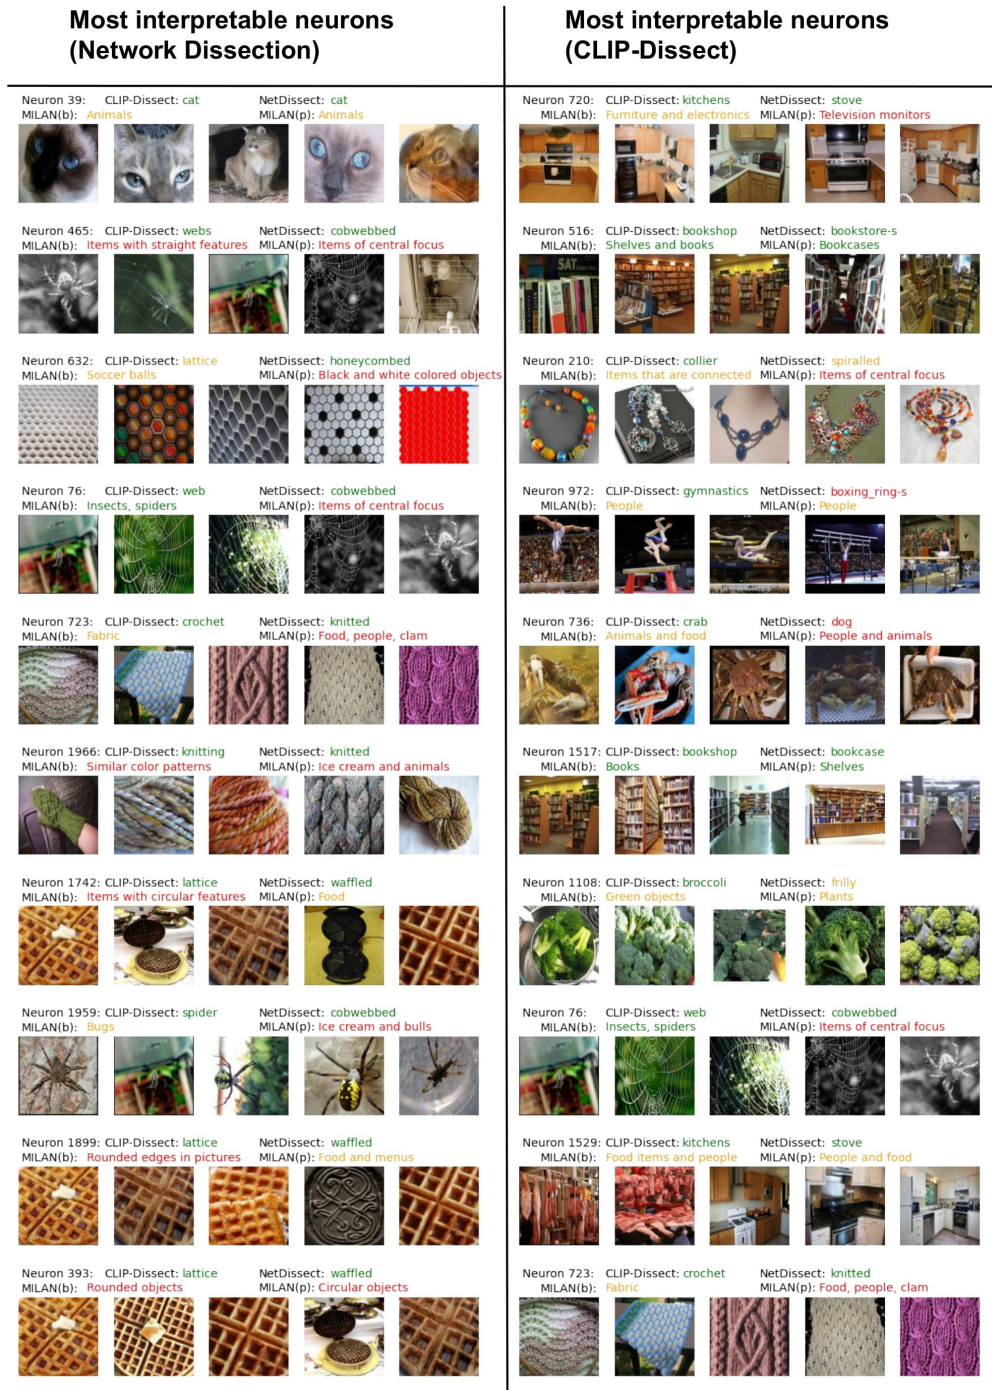 Most interpretable neurons
(Network Dissection)
Neuron 39: CLIP-Dissect: cat NetDissect: cat
MILAN(b): Animals MILAN(p): Animals
Neuron 465: CLIP-Dissect: webs NetDissect: cobwebbed
MILAN(b): Items with straight features MILAN(p): Items of central focus
Neuron 632: CLIP-Dissect: lattice NetDissect: honeycombed
MILAN(b): Soccer balls MILAN(p): Black and white colored objects
Neuron 76: CLIP-Dissect: web NetDissect: cobwebbed
MILAN(b): Insects, spiders MILAN(p): Items of central focus
Neuron 723: CLIP-Dissect: crochet NetDissect: knitted
MILAN(b): Fabric MILAN(p): Food, people, clam
Neuron 1966: CLIP-Dissect: knitting NetDissect: knitted
MILAN(b): Similar color patterns MILAN(p): Ice cream and animals
Neuron 1742: CLIP-Dissect: lattice NetDissect: waffled
MILAN(b): Items with circular features MILAN(p): Food
Neuron 1959: CLIP-Dissect: spider NetDissect: cobwebbed
MILAN(b): Bugs MILAN(p): Ice cream and bulls
Neuron 1899: CLIP-Dissect: lattice NetDissect: waffled
MILAN(b): Rounded edges in pictures MILAN(p): Food and menus
Neuron 393: CLIP-Dissect: lattice NetDissect: waffled
MILAN(b): Rounded objects MILAN(p): Circular objects
Most interpretable neurons
(CLIP-Dissect)
Neuron 720: CLIP-Dissect: kitchens NetDissect: stove
MILAN(b): Furniture and electronics MILAN(p): Television monitors
Neuron 516: CLIP-Dissect: bookshop NetDissect: bookstore-s
MILAN(b): Shelves and books MILAN(p): Bookcases
SAT
Neuron 210: CLIP-Dissect: collier NetDissect: spiralled
MILAN(b): Items that are connected MILAN(p): Items of central focus
Neuron 972: CLIP-Dissect: gymnastics NetDissect: boxing_ring-s
MILAN(b): People MILAN(p): People
Neuron 736: CLIP-Dissect: crab NetDissect: dog
MILAN(b): Animals and food MILAN(p): People and animals
Neuron 1517: CLIP-Dissect: bookshop NetDissect: bookcase
MILAN(b): Books MILAN(p): Shelves
Neuron 1108: CLIP-Dissect: broccoli NetDissect: frilly
MILAN(b): Green objects MILAN(p): Plants
Neuron 76: CLIP-Dissect: web NetDissect: cobwebbed
MILAN(b): Insects, spiders MILAN(p): Items of central focus
Neuron 1529: CLIP-Dissect: kitchens NetDissect: stove
MILAN(b): Food items and people MILAN(p): People and food
Neuron 723: CLIP-Dissect: crochet NetDissect: knitted
MILAN(b): Fabric MILAN(p): Food, people, clam